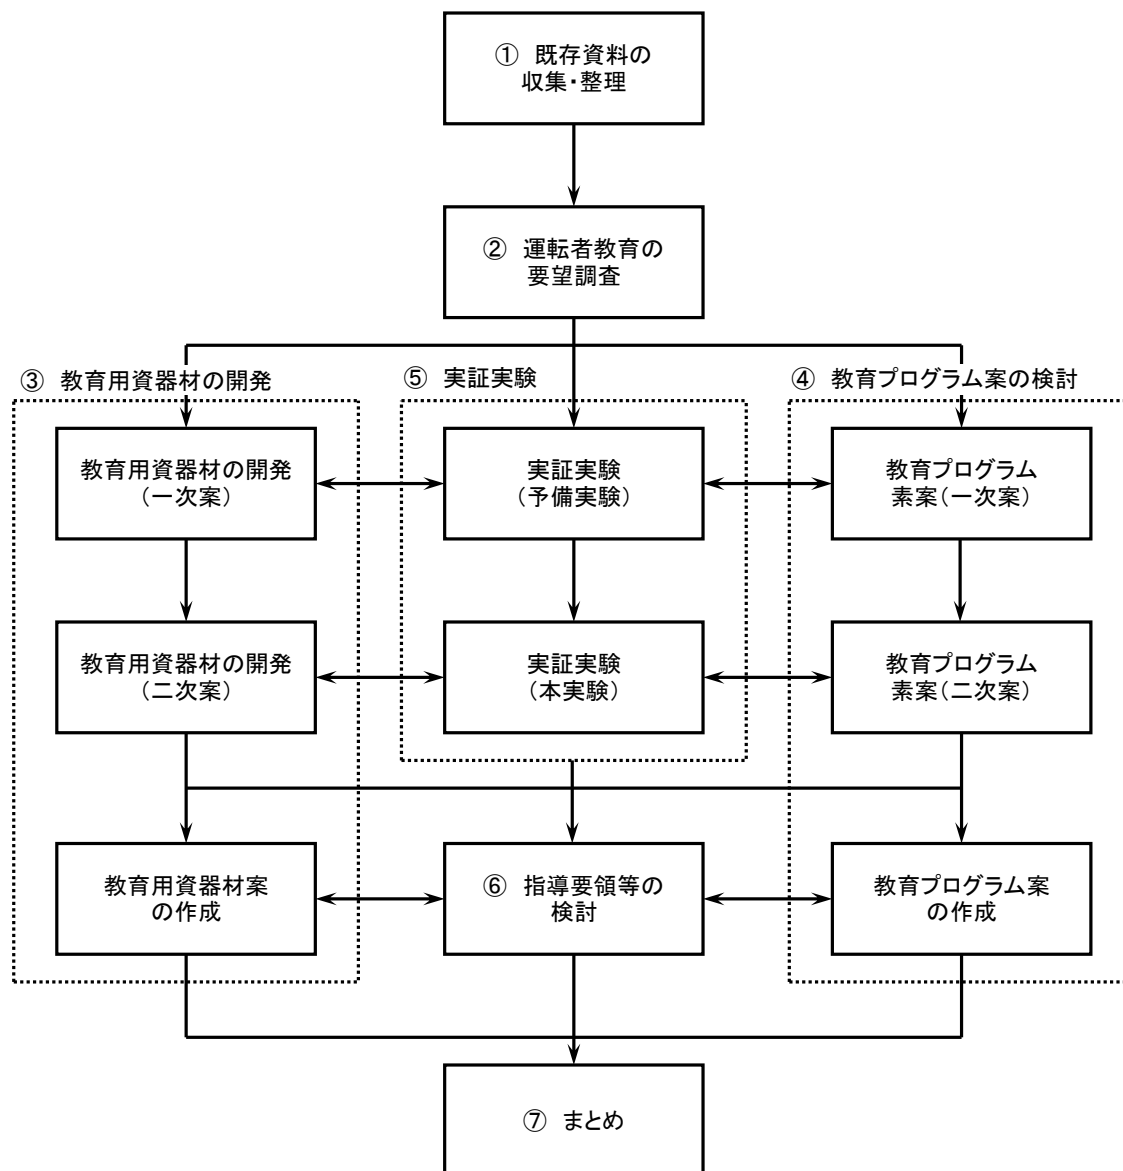 ① 既存資料の
収集・整理
② 運転者教育の
要望調査
③ 教育用資器材の開発
⑤ 実証実験
④ 教育プログラム案の検討
教育用資器材の開発
（一次案）
実証実験
（予備実験）
教育プログラム
素案（一次案）
教育用資器材の開発
（二次案）
実証実験
（本実験）
教育プログラム
素案（二次案）
教育用資器材案
の作成
⑥ 指導要領等の
検討
教育プログラム案
の作成
⑦ まとめ